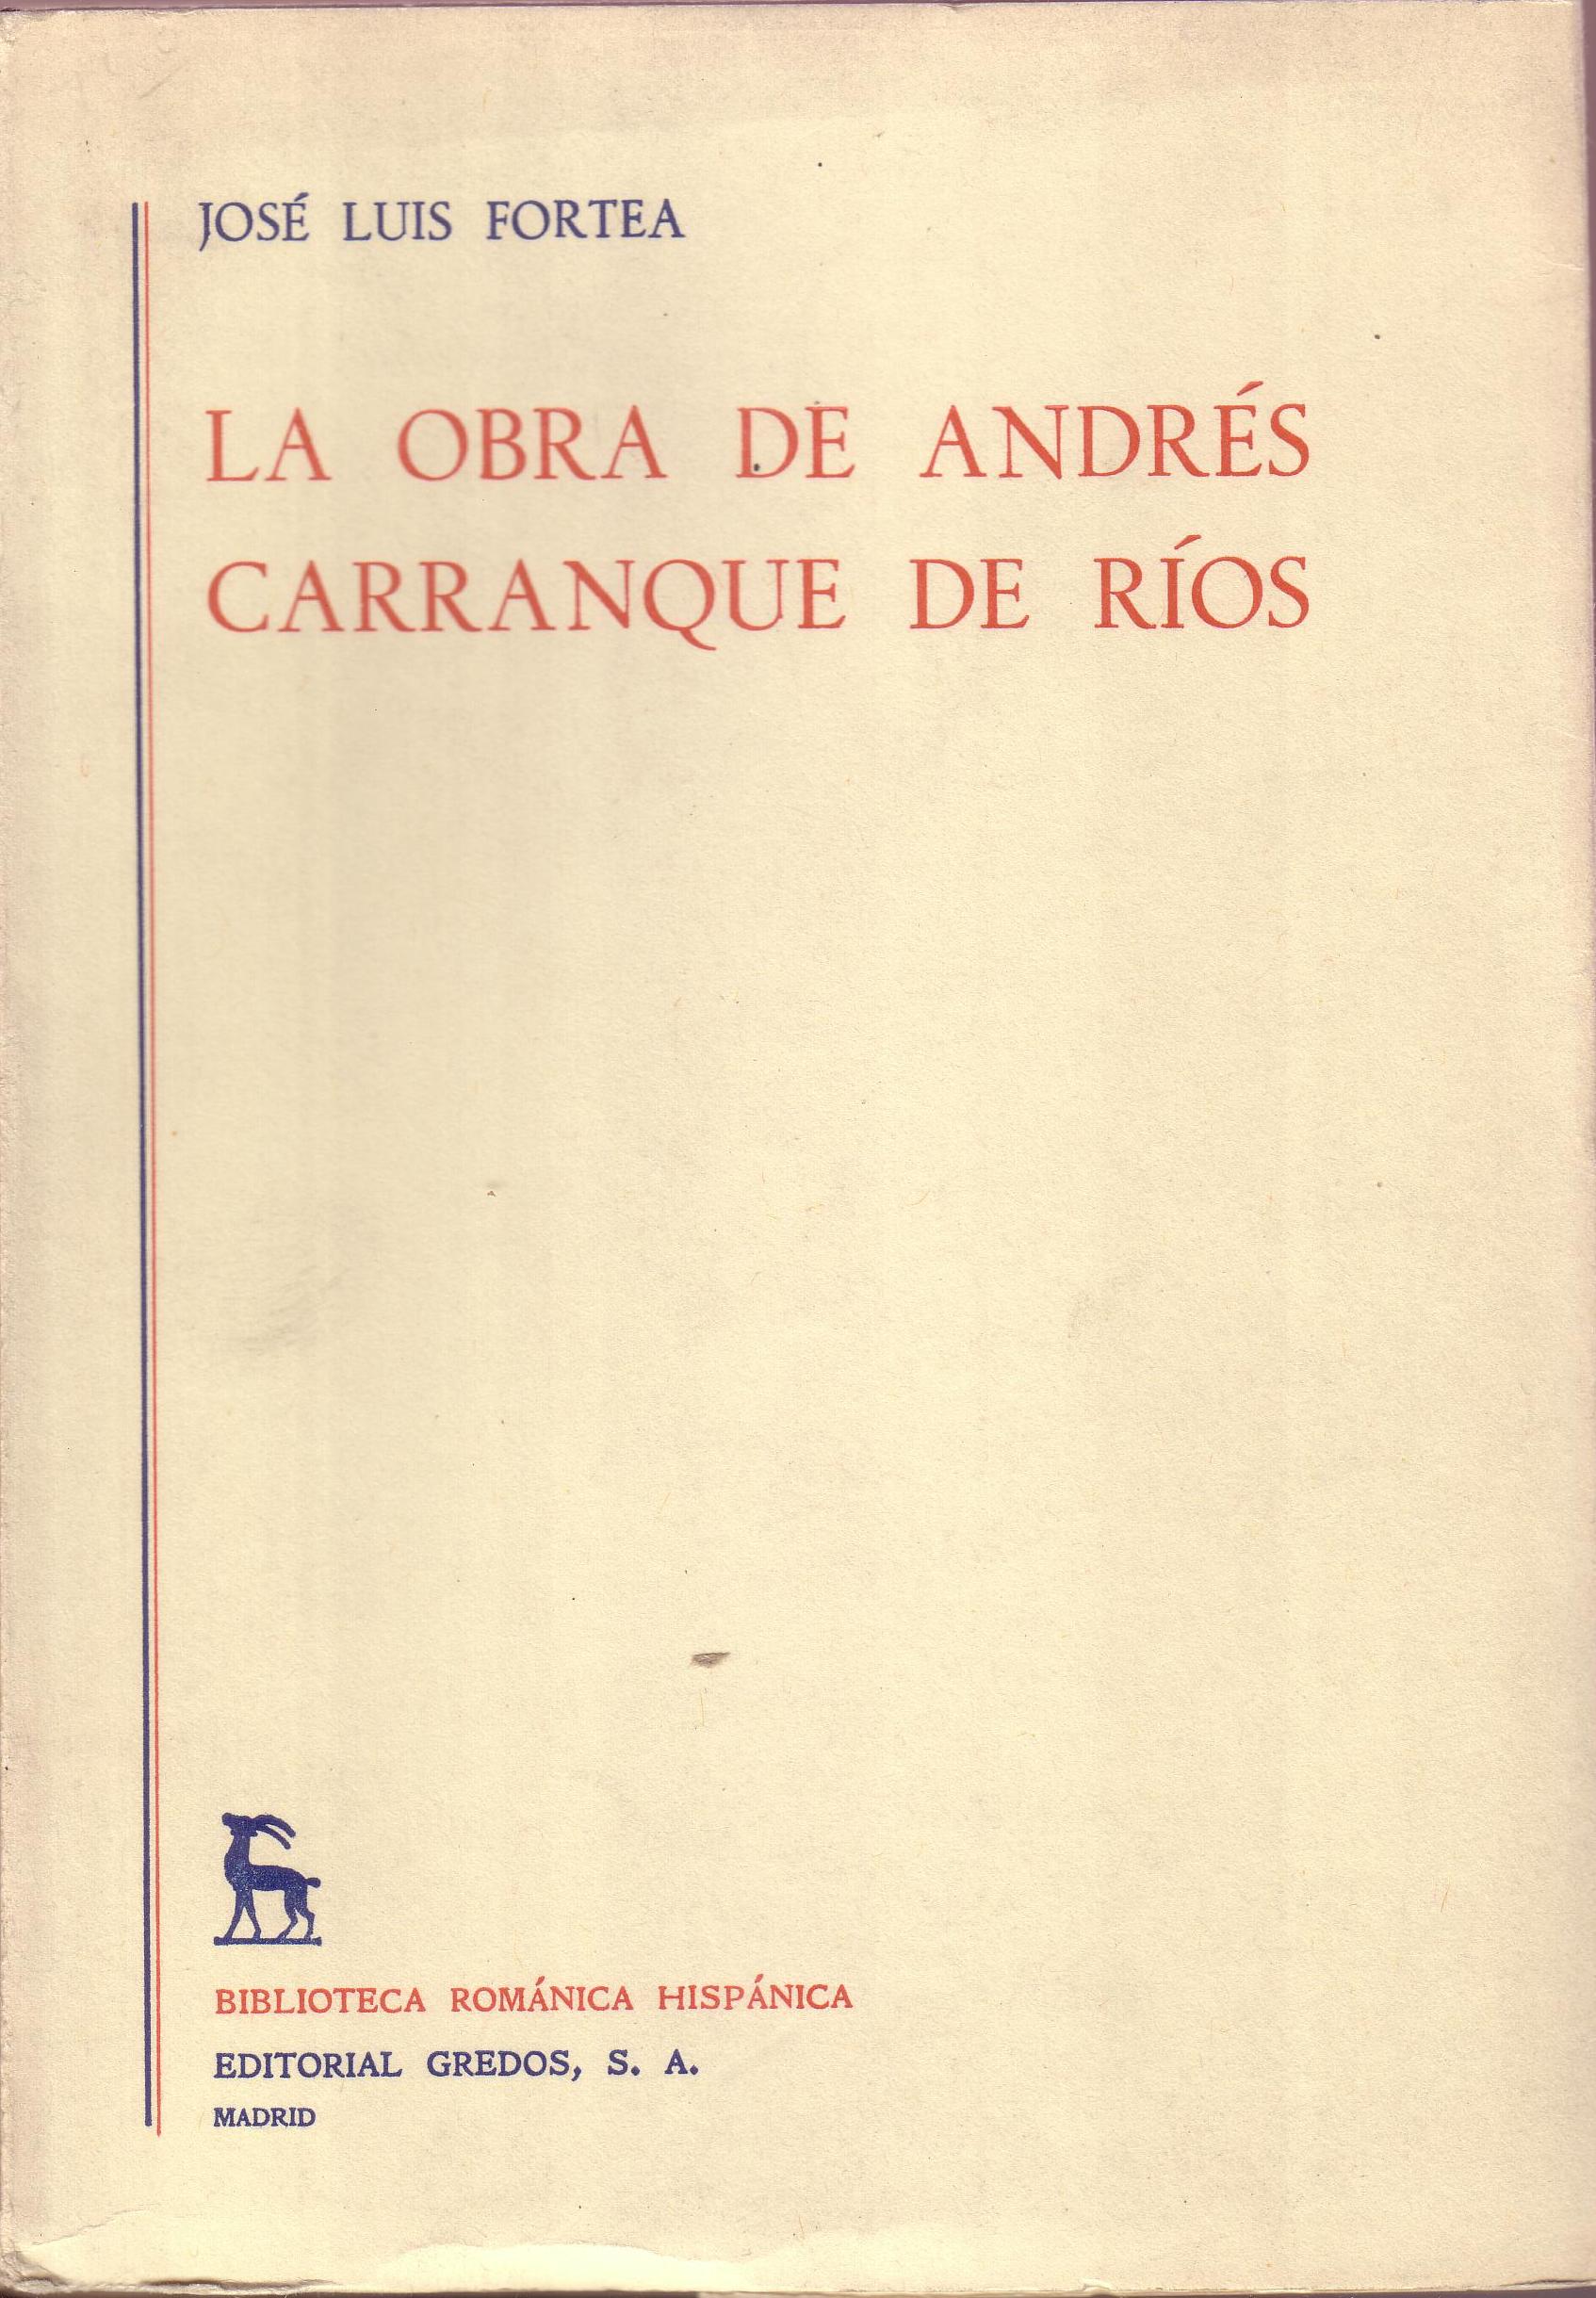 JOSÉ LUIS FORTEA
LA OBRA DE ANDRÉS
CARRANQUE DE RÍOS
BIBLIOTECA ROMÁNICA HISPÁNICA
EDITORIAL GREDOS, S. A.
MADRID